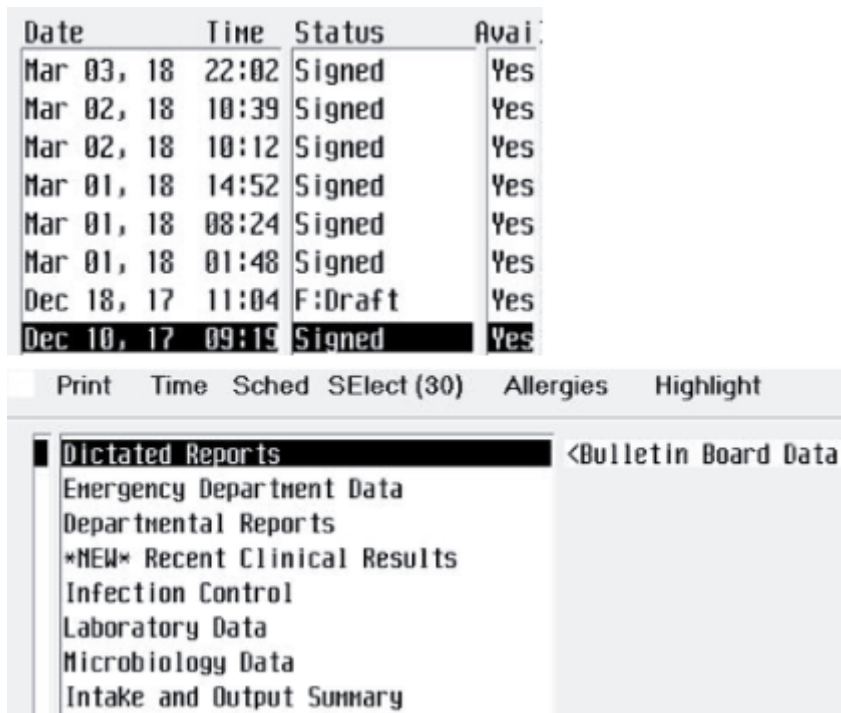 Date Time Status Avai
Mar 03, 18 22:02 Signed Yes
Mar 02, 18 10:39 Signed Yes
Mar 02, 18 10:12 Signed Yes
Mar 01, 18 14:52 Signed Yes
Mar 01, 18 08:24 Signed Yes
Mar 01, 18 01:48 Signed Yes
Dec 18, 17 11:04 F:Draft Yes
Dec 10, 17 09:19 Signed Yes
Print Time Sched SElect (30) Allergies Highlight
Dictated Reports <Bulletin Board Data
Emergency Department Data
Departmental Reports
*NEW* Recent Clinical Results
Infection Control
Laboratory Data
Microbiology Data
Intake and Output Summary